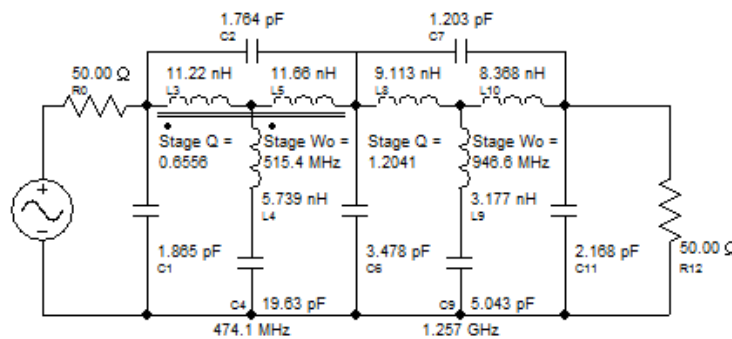 1.764 pF
C2
1.203 pF
C7
50.00 Ω
R0
11.22 nH
L3
11.66 nH
L5
9.113 nH
L8
8.368 nH
L10
Stage Q =
0.6556
Stage Wo =
515.4 MHz
Stage Q =
1.2041
Stage Wo =
946.6 MHz
5.739 nH
L4
3.177 nH
L9
1.865 pF
C1
3.478 pF
C6
2.168 pF
C11
50.00 Ω
R12
C4
19.63 pF
C9
5.043 pF
474.1 MHz
1.257 GHz